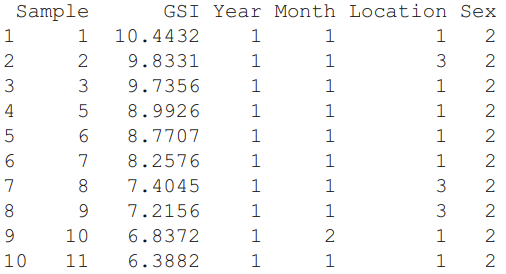 Sample GSI Year Month Location Sex
1 1 10.4432 1 1 1 2
2 2 9.8331 1 1 3 2
3 3 9.7356 1 1 1 2
4 5 8.9926 1 1 1 2
5 6 8.7707 1 1 1 2
6 7 8.2576 1 1 1 2
7 8 7.4045 1 1 3 2
8 9 7.2156 1 1 3 2
9 10 6.8372 1 2 1 2
10 11 6.3882 1 1 1 2